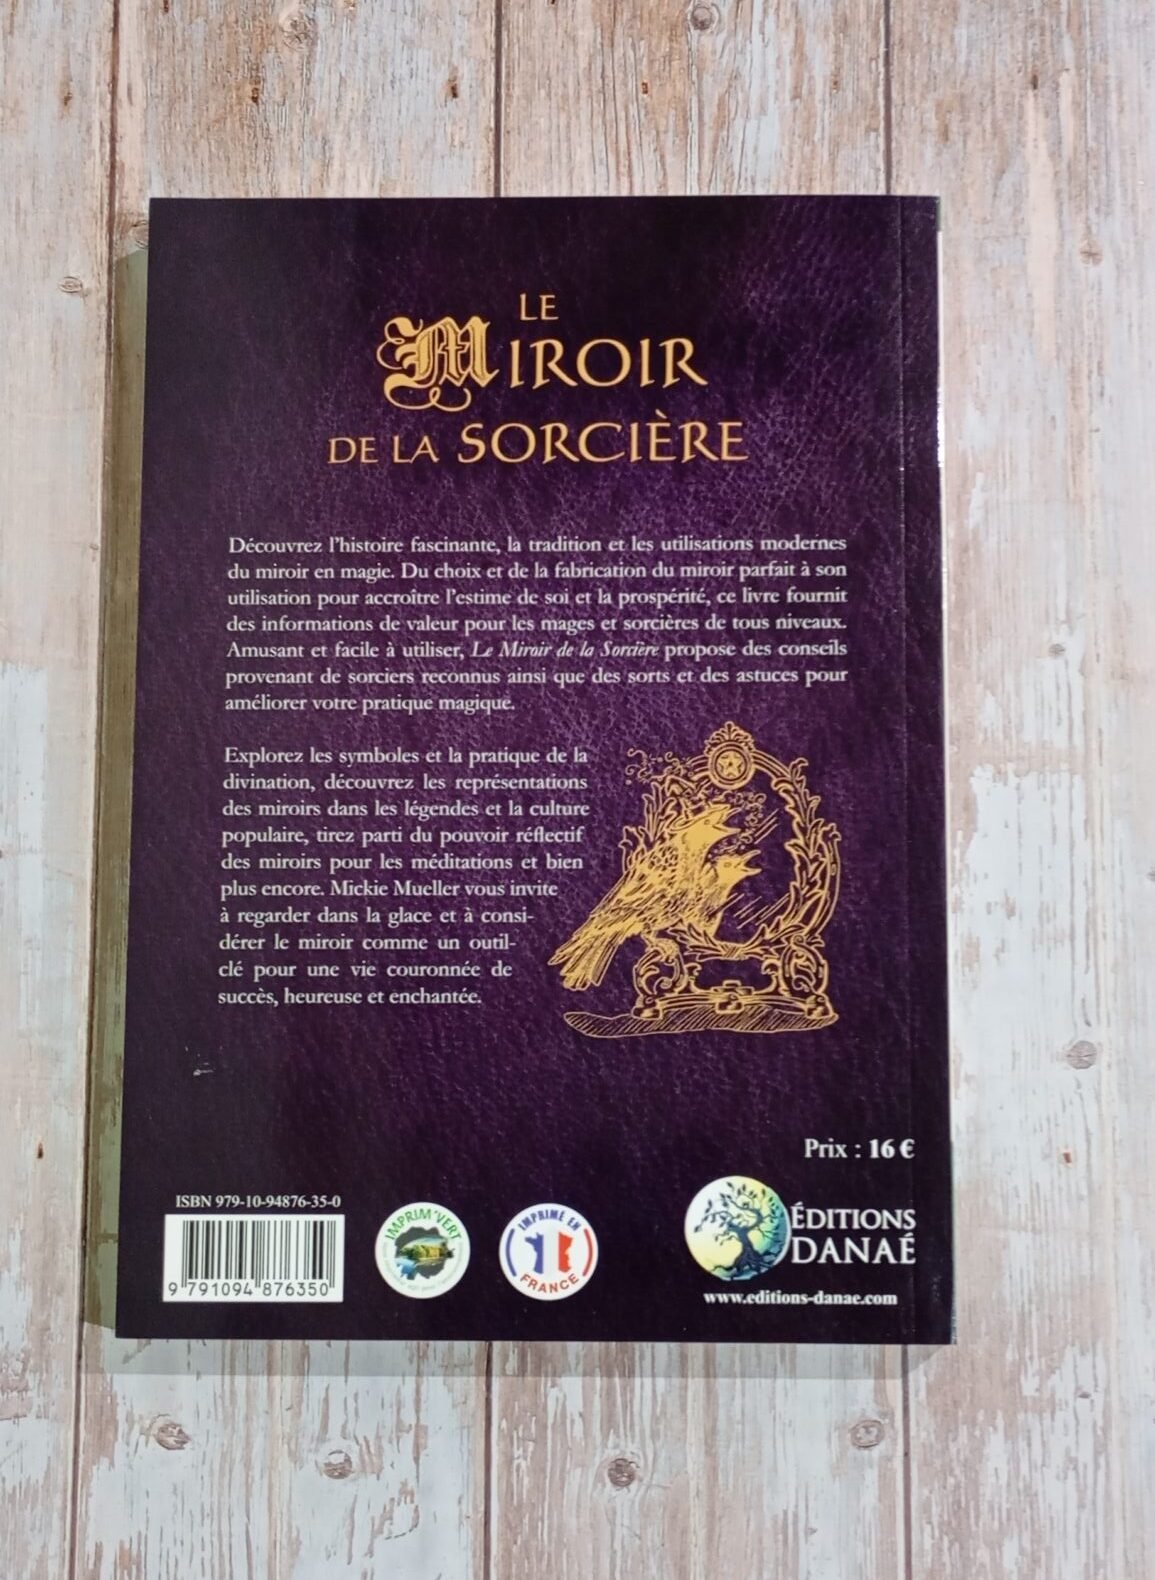 LE
MIROIR
DE LA SORCIÈRE
Découvrez l'histoire fascinante, la tradition et les utilisations modernes
du miroir en magie. Du choix et de la fabrication du miroir parfait à son
utilisation pour accroître l'estime de soi et la prospérité, ce livre fournit
des informations de valeur pour les mages et sorcières de tous niveaux.
Amusant et facile à utiliser, Le Miroir de la Sorcière propose des conseils
provenant de sorciers reconnus ainsi que des sorts et des astuces pour
améliorer votre pratique magique.
Explorez les symboles et la pratique de la
divination, découvrez les représentations
des miroirs dans les légendes et la culture
populaire, tirez parti du pouvoir réflectif
des miroirs pour les méditations et bien
plus encore. Mickie Mueller vous invite
à regarder dans la glace et à consi-
dérer le miroir comme un outil-
clé pour une vie couronnée de
succès, heureuse et enchantée.
Prix : 16 €
ISBN 979-10-94876-35-0
9 791094 876350
IMPRIM'VERT
IMPRIMÉ EN
FRANCE
ÉDITIONS
DANAÉ
www.editions-danae.com